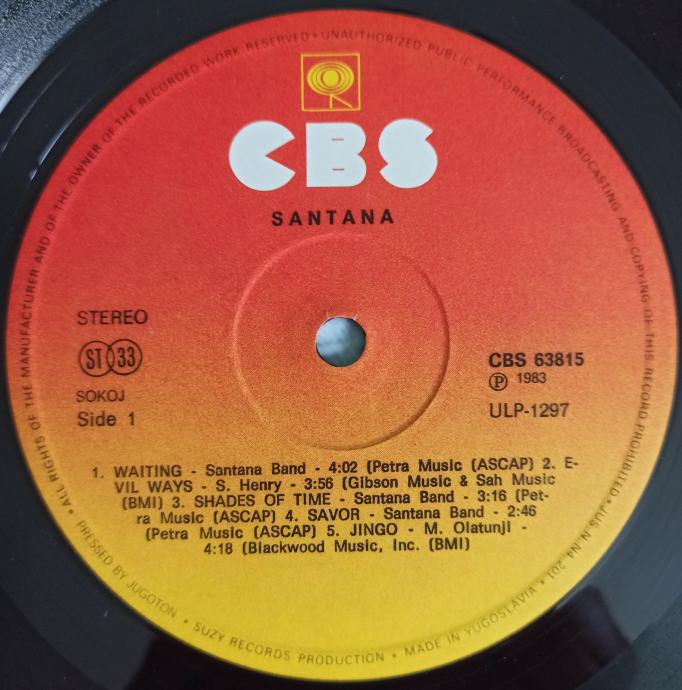 CBS
SANTANA
STEREO
ST 33
SOKOJ
Side 1
CBS 63815
Ⓟ 1983
ULP-1297
1. WAITING - Santana Band - 4:02 (Petra Music (ASCAP) 2. E-
VIL WAYS - S. Henry - 3:56 (Gibson Music & Sah Music
(BMI) 3. SHADES OF TIME - Santana Band - 3:16 (Pet-
ra Music (ASCAP) 4. SAVOR - Santana Band - 2:46
(Petra Music (ASCAP) 5. JINGO - M. Olatunji -
4:18 (Blackwood Music, Inc. (BMI)
• ALL RIGHTS OF THE MANUFACTURER AND OF THE OWNER OF THE RECORDED WORK RESERVED • UNAUTHORIZED PUBLIC PERFORMANCE BROADCASTING AND COPYING OF THIS RECORD PROHIBITED • JUS N N4 201 •
PRESSED BY JUGOTON • SUZY RECORDS PRODUCTION • MADE IN YUGOSLAVIA